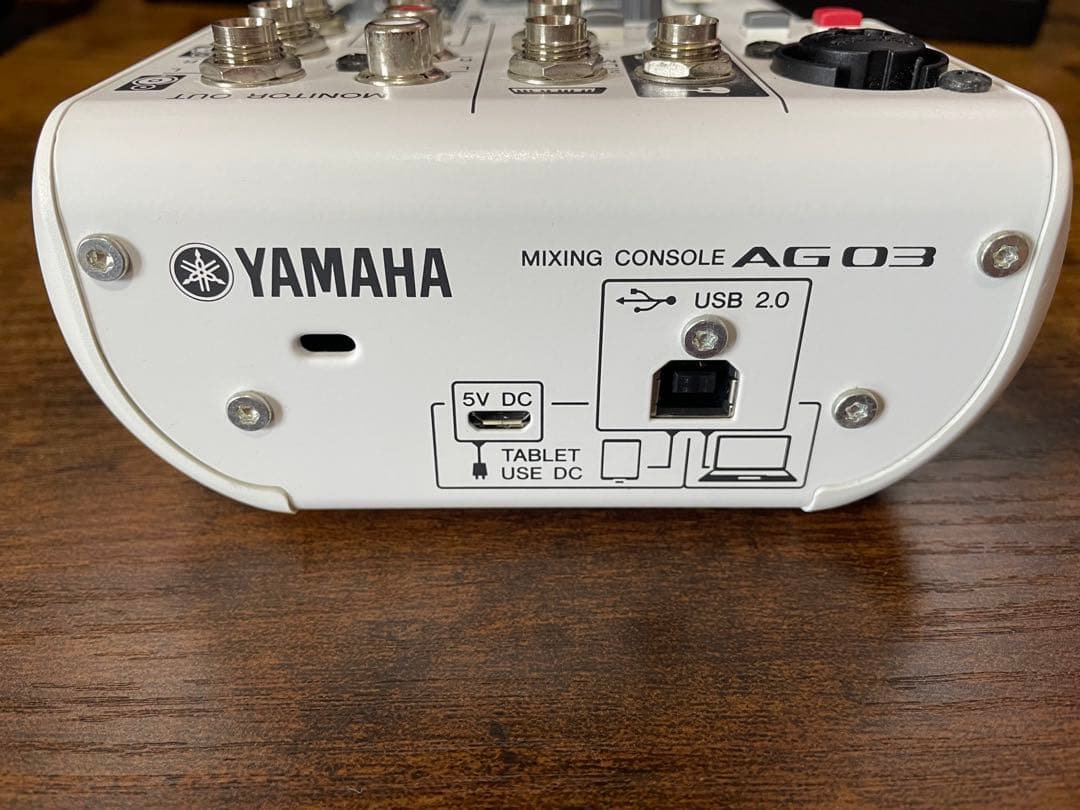 MONITOR OUT
YAMAHA
MIXING CONSOLE AG03
USB 2.0
5V DC
TABLET
USE DC